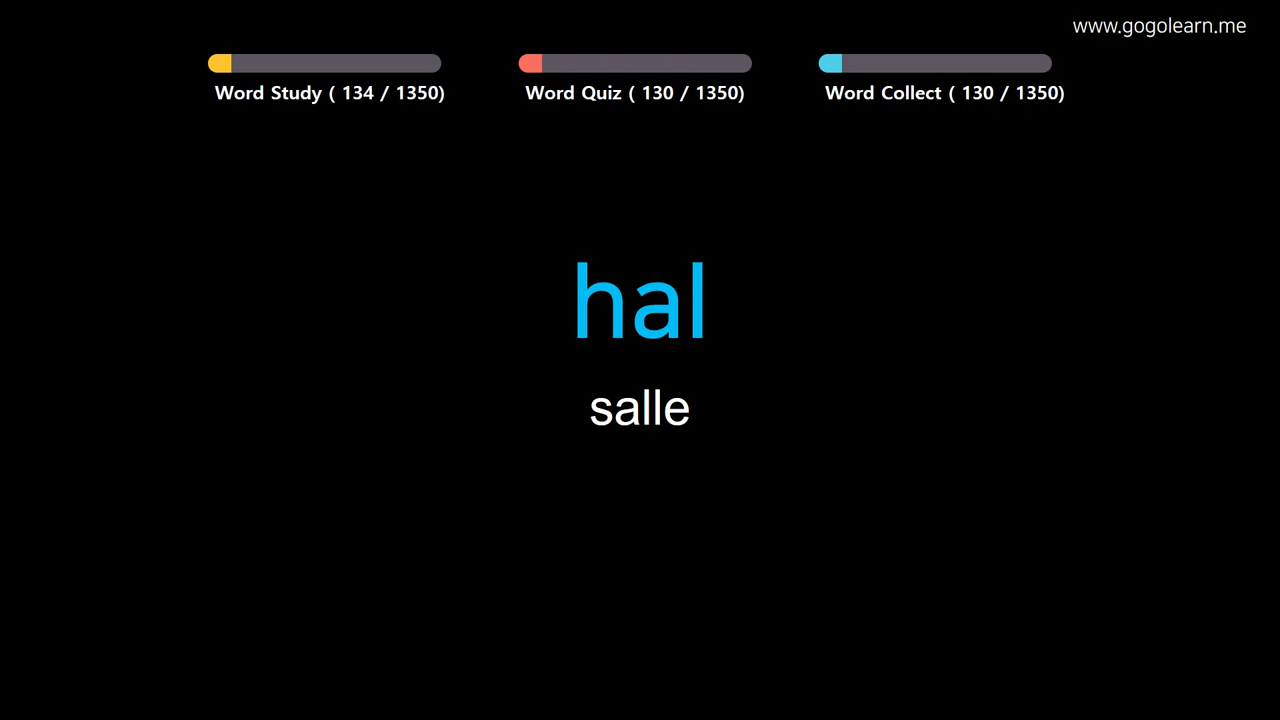 www.gogolearn.me
Word Study ( 134 / 1350)
Word Quiz ( 130 / 1350)
Word Collect ( 130 / 1350)
hal
salle